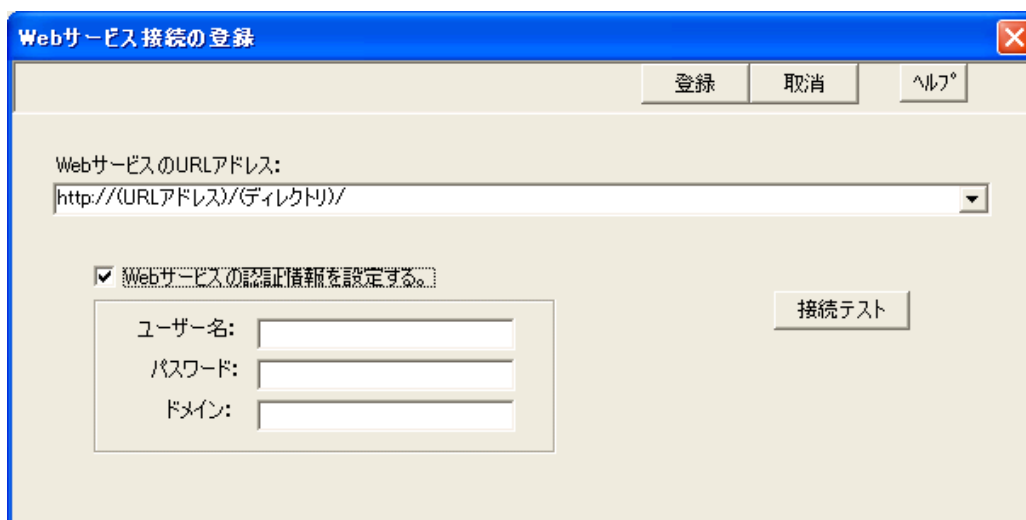 Webサービス接続の登録
登録 取消 ヘルプ
WebサービスのURLアドレス:
http://(URLアドレス)/(ディレクトリ)/
Webサービスの認証情報を設定する。
接続テスト
ユーザー名:
パスワード:
ドメイン: